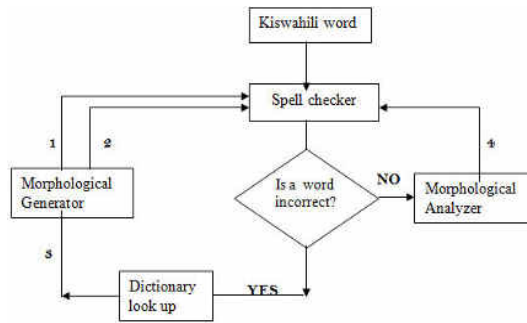 Kiswahili word
Spell checker
1
2
4
Is a word
incorrect?
NO
Morphological
Generator
Morphological
Analyzer
3
Dictionary
look up
YES